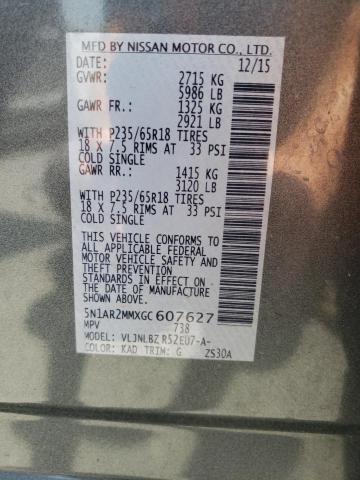 MFD BY NISSAN MOTOR CO., LTD.
DATE: 12/15
GVWR: 2715 KG
5986 LB
GAWR FR.: 1325 KG
2921 LB
WITH P235/65R18 TIRES
18 X 7.5 RIMS AT 33 PSI
COLD SINGLE
GAWR RR.: 1415 KG
3120 LB
WITH P235/65R18 TIRES
18 X 7.5 RIMS AT 33 PSI
COLD SINGLE
THIS VEHICLE CONFORMS TO
ALL APPLICABLE FEDERAL
MOTOR VEHICLE SAFETY AND
THEFT PREVENTION
STANDARDS IN EFFECT ON
THE DATE OF MANUFACTURE
SHOWN ABOVE.
5N1AR2MMXGC 607627
MPV 738
MODEL: VLJNLBZ R52EU7-A-
COLOR: KAD TRIM: G ZS30A